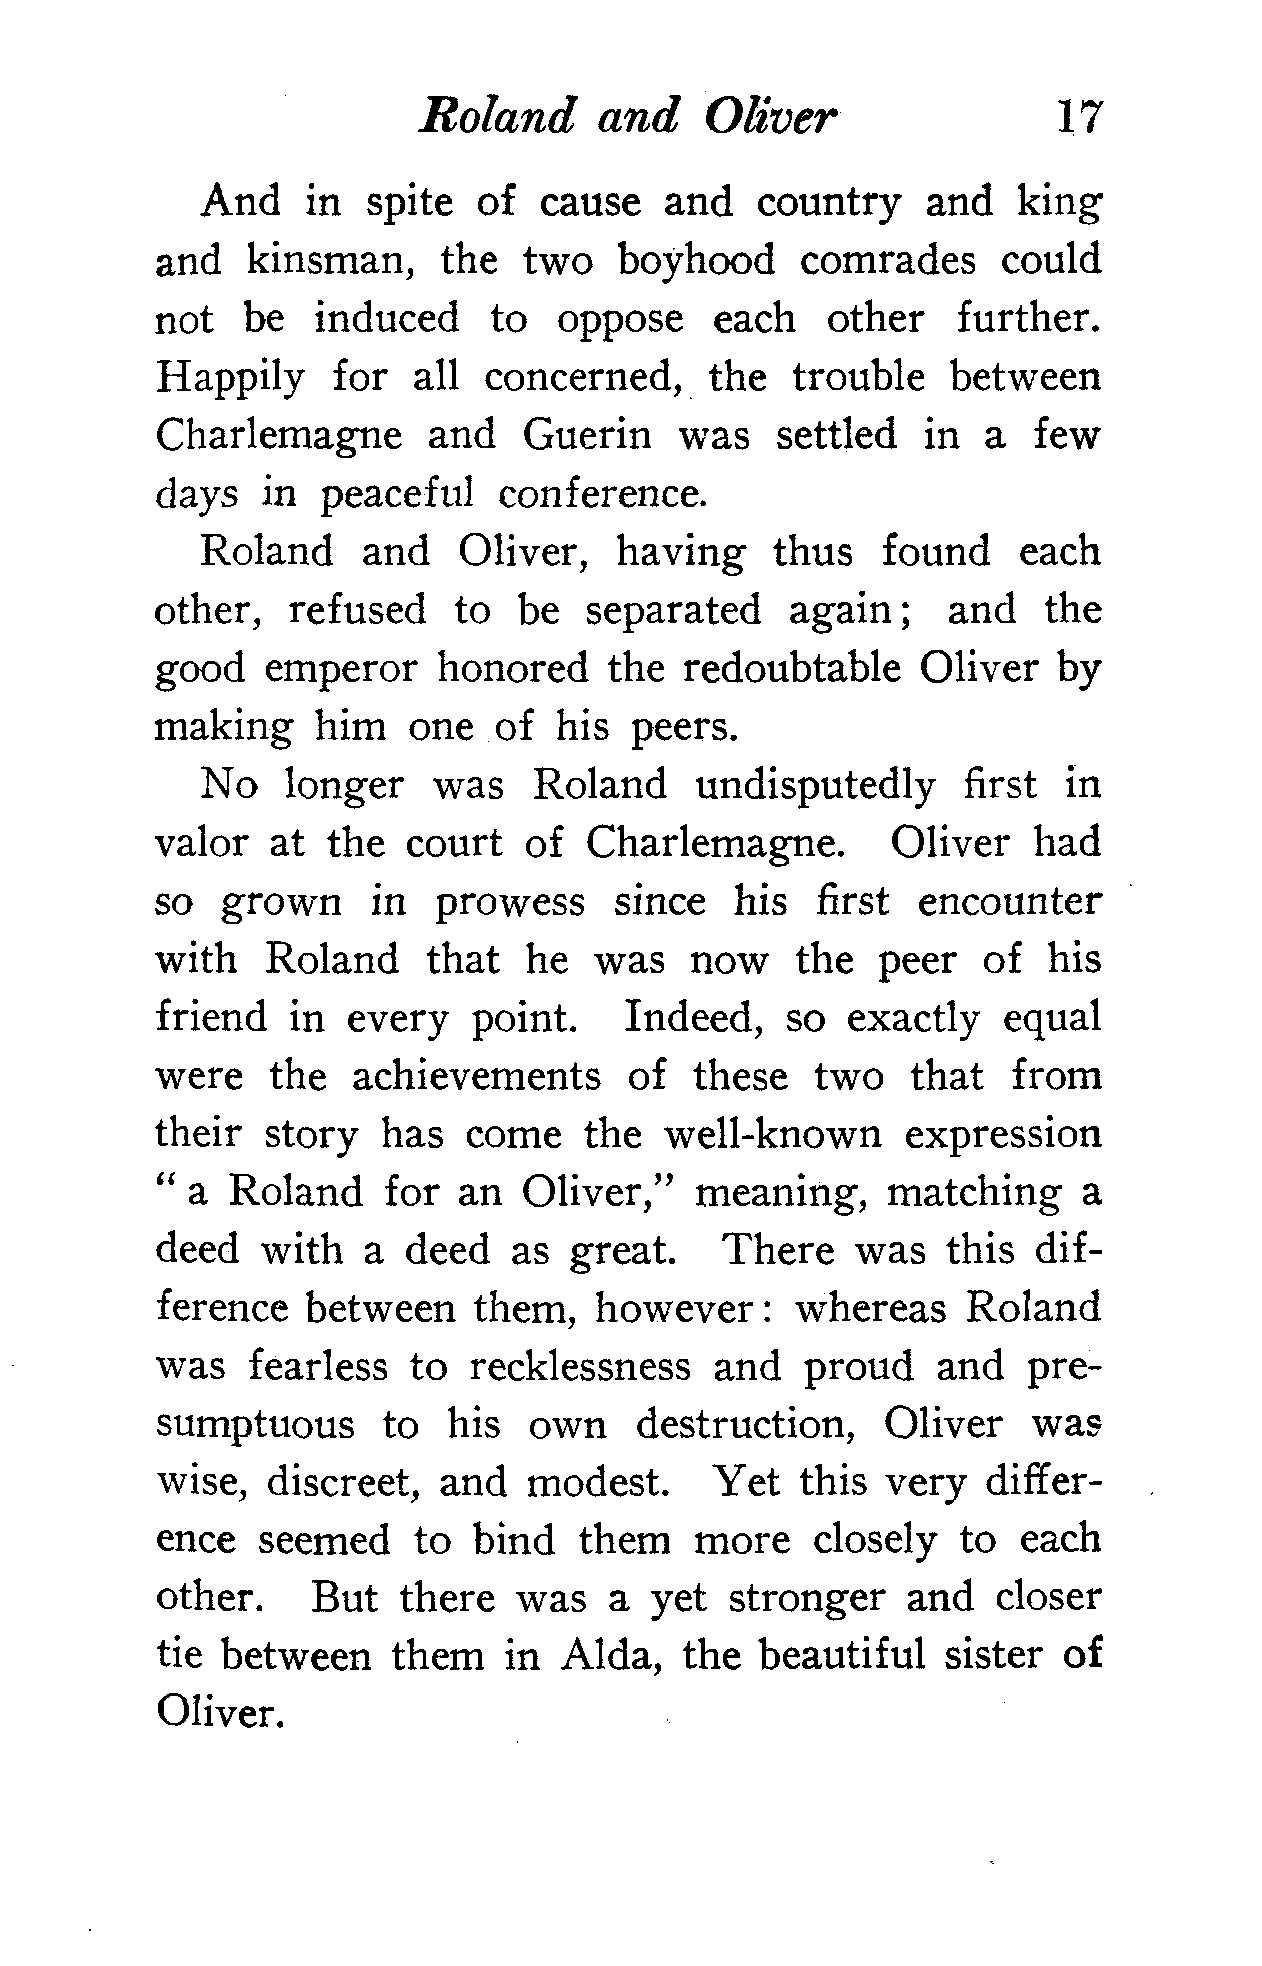 Roland and Oliver 17
And in spite of cause and country and king
and kinsman, the two boyhood comrades could
not be induced to oppose each other further.
Happily for all concerned, the trouble between
Charlemagne and Guerin was settled in a few
days in peaceful conference.
Roland and Oliver, having thus found each
other, refused to be separated again; and the
good emperor honored the redoubtable Oliver by
making him one of his peers.
No longer was Roland undisputedly first in
valor at the court of Charlemagne. Oliver had
so grown in prowess since his first encounter
with Roland that he was now the peer of his
friend in every point. Indeed, so exactly equal
were the achievements of these two that from
their story has come the well-known expression
“ a Roland for an Oliver,” meaning, matching a
deed with a deed as great. There was this dif-
ference between them, however: whereas Roland
was fearless to recklessness and proud and pre-
sumptuous to his own destruction, Oliver was
wise, discreet, and modest. Yet this very differ-
ence seemed to bind them more closely to each
other. But there was a yet stronger and closer
tie between them in Alda, the beautiful sister of
Oliver.